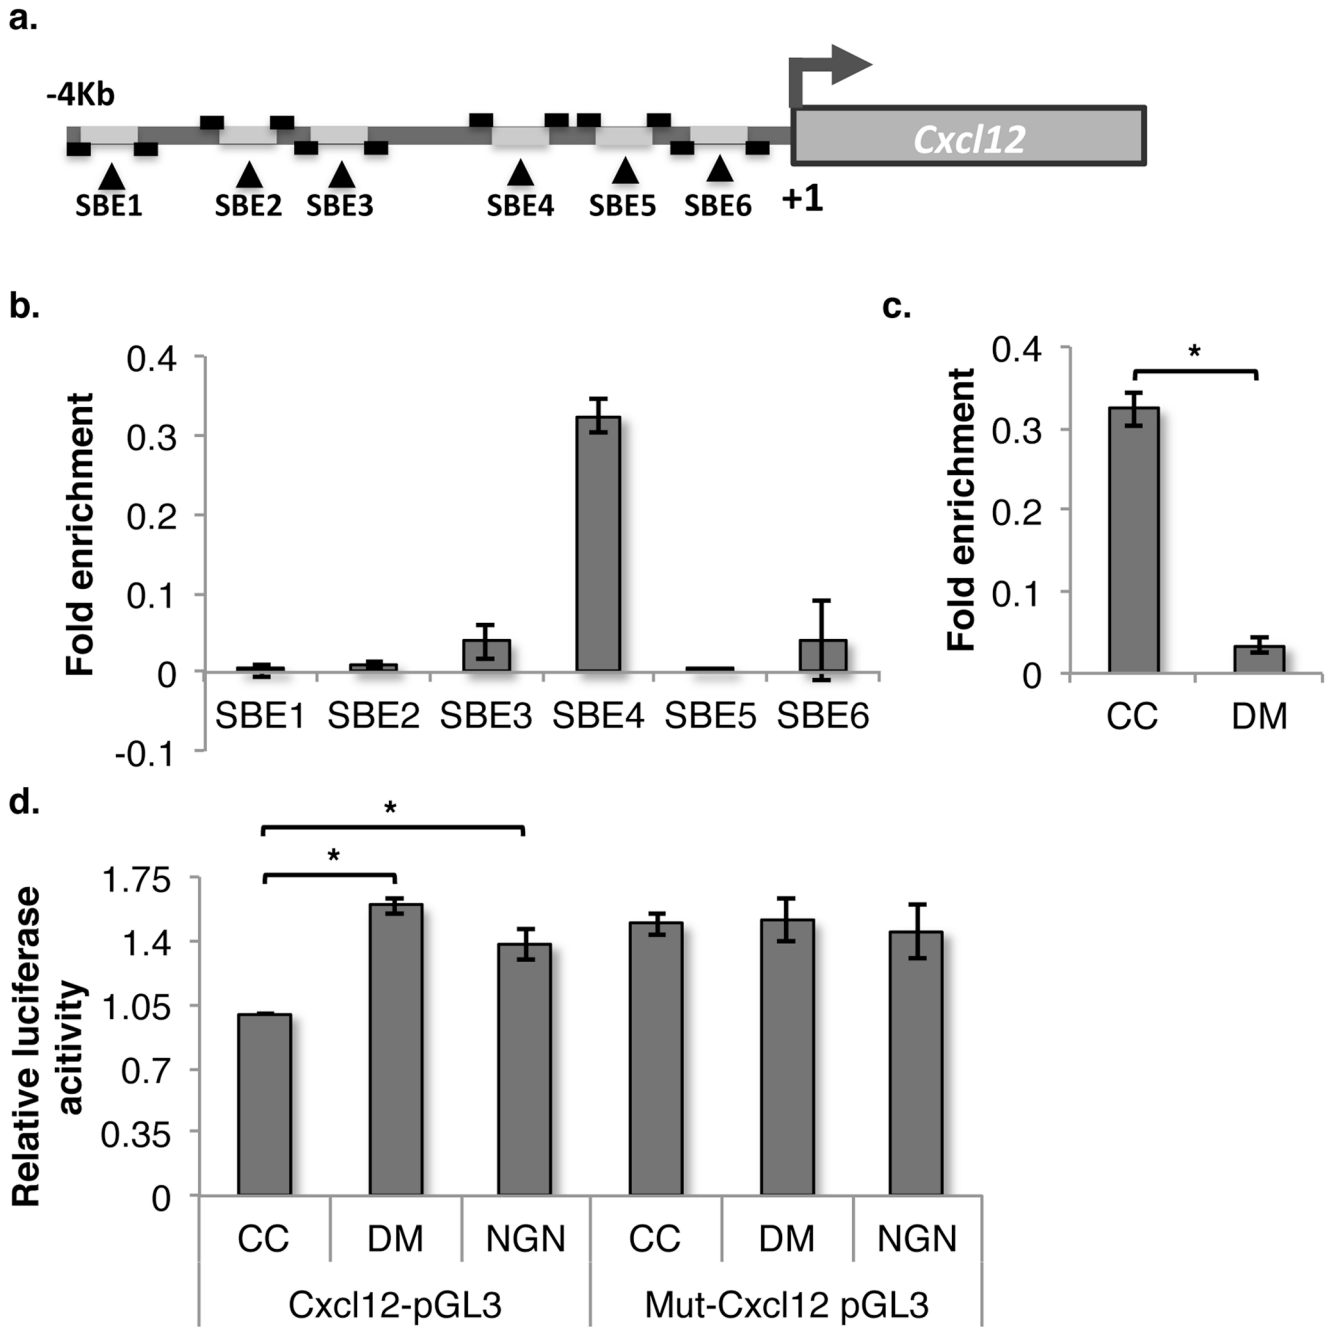 a.
-4Kb
Cxcl12
SBE1 SBE2 SBE3 SBE4 SBE5 SBE6 +1
b.
Fold enrichment
0.4
0.3
0.2
0.1
0
-0.1
SBE1 SBE2 SBE3 SBE4 SBE5 SBE6
c.
Fold enrichment
0.4
0.3
0.2
0.1
0
*
CC DM
d.
Relative luciferase
acitivity
1.75
1.4
1.05
0.7
0.35
0
*
*
CC DM NGN CC DM NGN
Cxcl12-pGL3 Mut-Cxcl12 pGL3